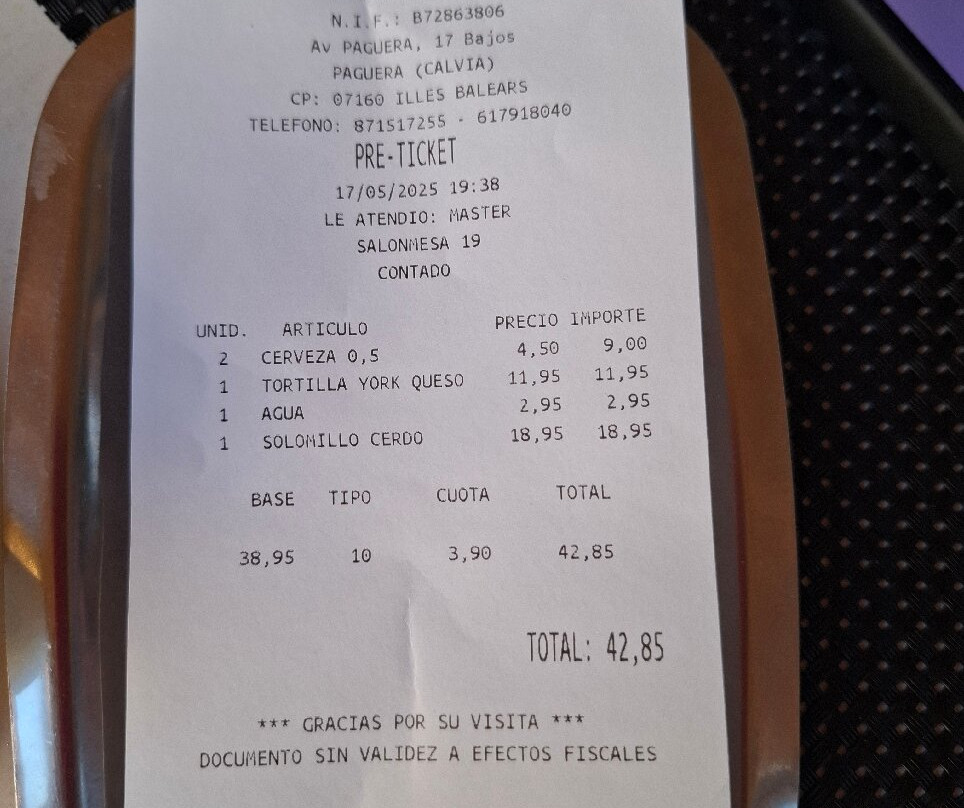 N.I.F.: B72863806
Av PAGUERA, 17 Bajos
PAGUERA (CALVIA)
CP: 07160 ILLES BALEARS
TELEFONO: 871517255 - 617918040
PRE-TICKET
17/05/2025 19:38
LE ATENDIO: MASTER
SALONMESA 19
CONTADO
UNID. ARTICULO PRECIO IMPORTE
2 CERVEZA 0,5 4,50 9,00
1 TORTILLA YORK QUESO 11,95 11,95
1 AGUA 2,95 2,95
1 SOLOMILLO CERDO 18,95 18,95
BASE TIPO CUOTA TOTAL
38,95 10 3,90 42,85
TOTAL: 42,85
*** GRACIAS POR SU VISITA ***
DOCUMENTO SIN VALIDEZ A EFECTOS FISCALES